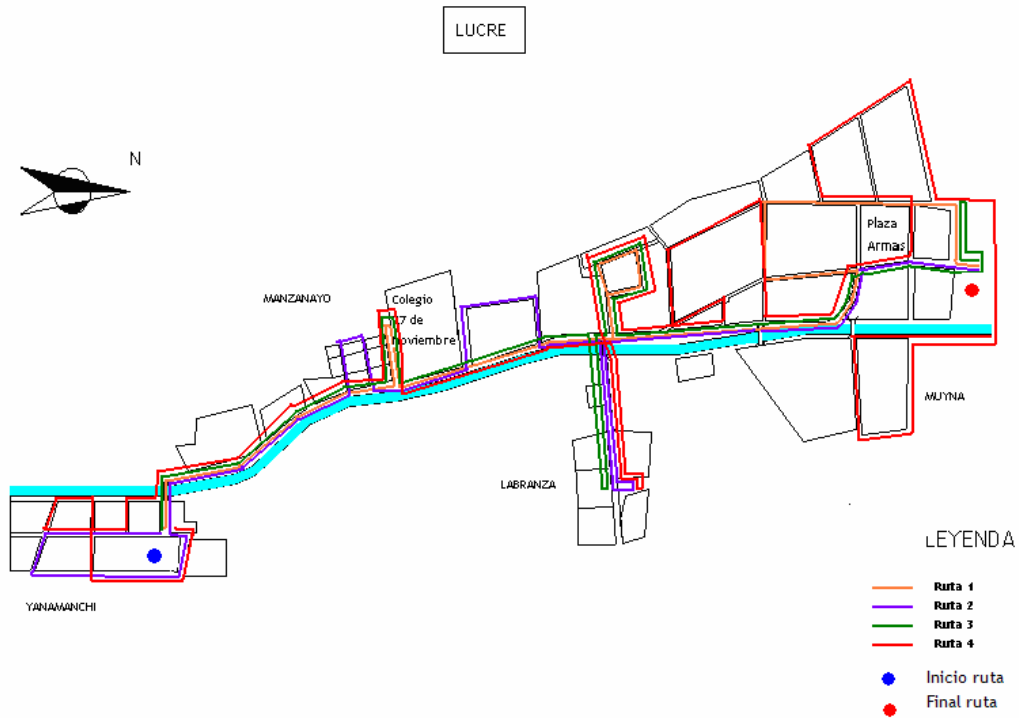 LUCRE
N
Plaza
Armas
MANZANAYO
Colegio
27 de
noviembre
MUYNA
LABRANZA
YANAMANCHI
LEYENDA
Ruta 1
Ruta 2
Ruta 3
Ruta 4
Inicio ruta
Final ruta